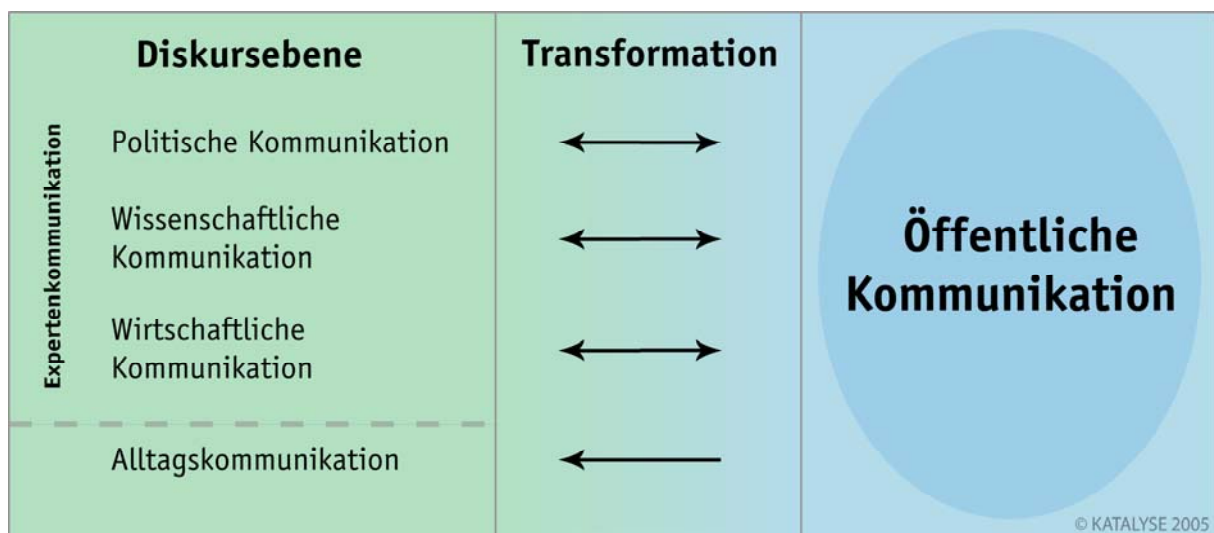 Diskursebene
Transformation
Expertenkommunikation
Politische Kommunikation
Wissenschaftliche
Kommunikation
Wirtschaftliche
Kommunikation
Alltagskommunikation
Öffentliche
Kommunikation
© KATALYSE 2005